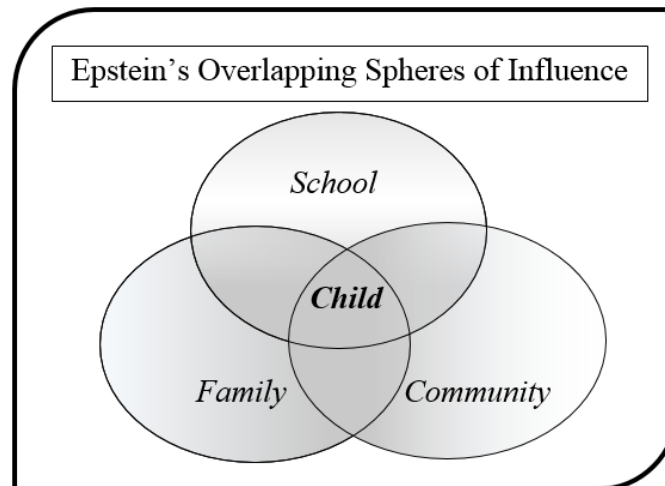 Epstein’s Overlapping Spheres of Influence
School
Child
Family
Community